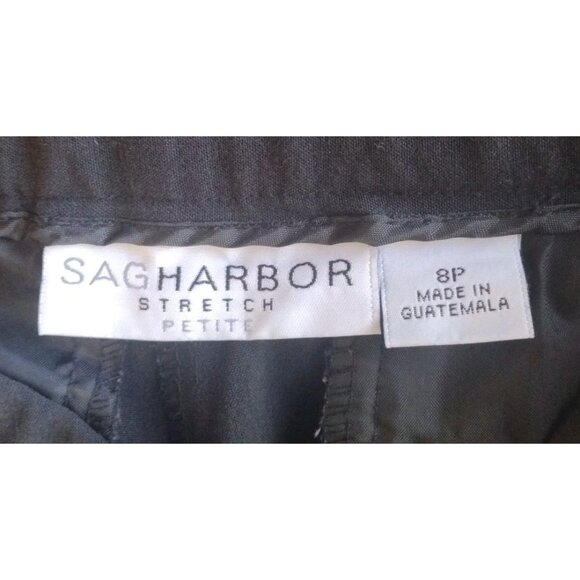 SAGHARBOR
STRETCH
PETITE
8P
MADE IN
GUATEMALA